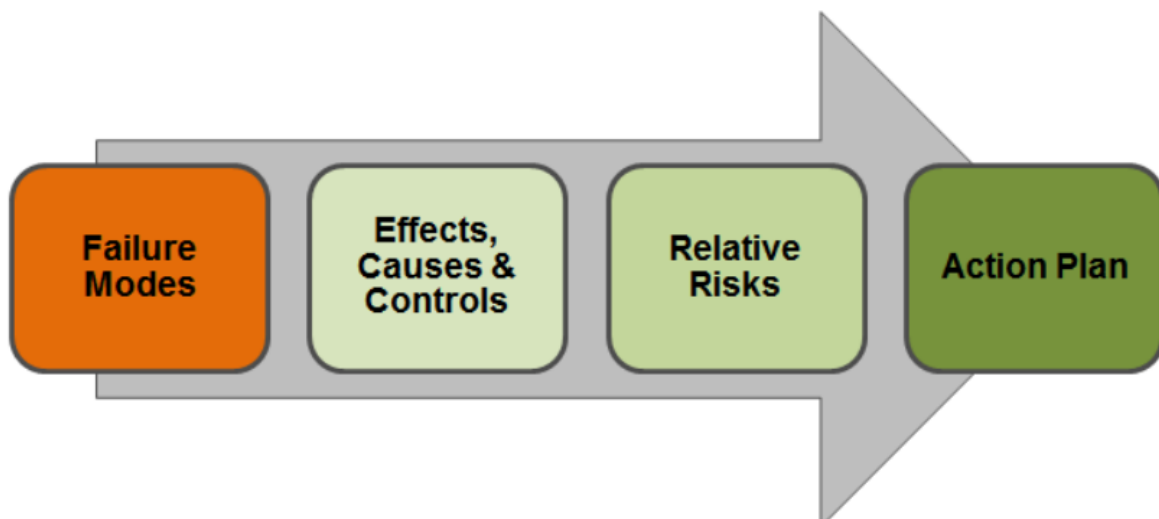 Failure
Modes
Effects,
Causes &
Controls
Relative
Risks
Action Plan